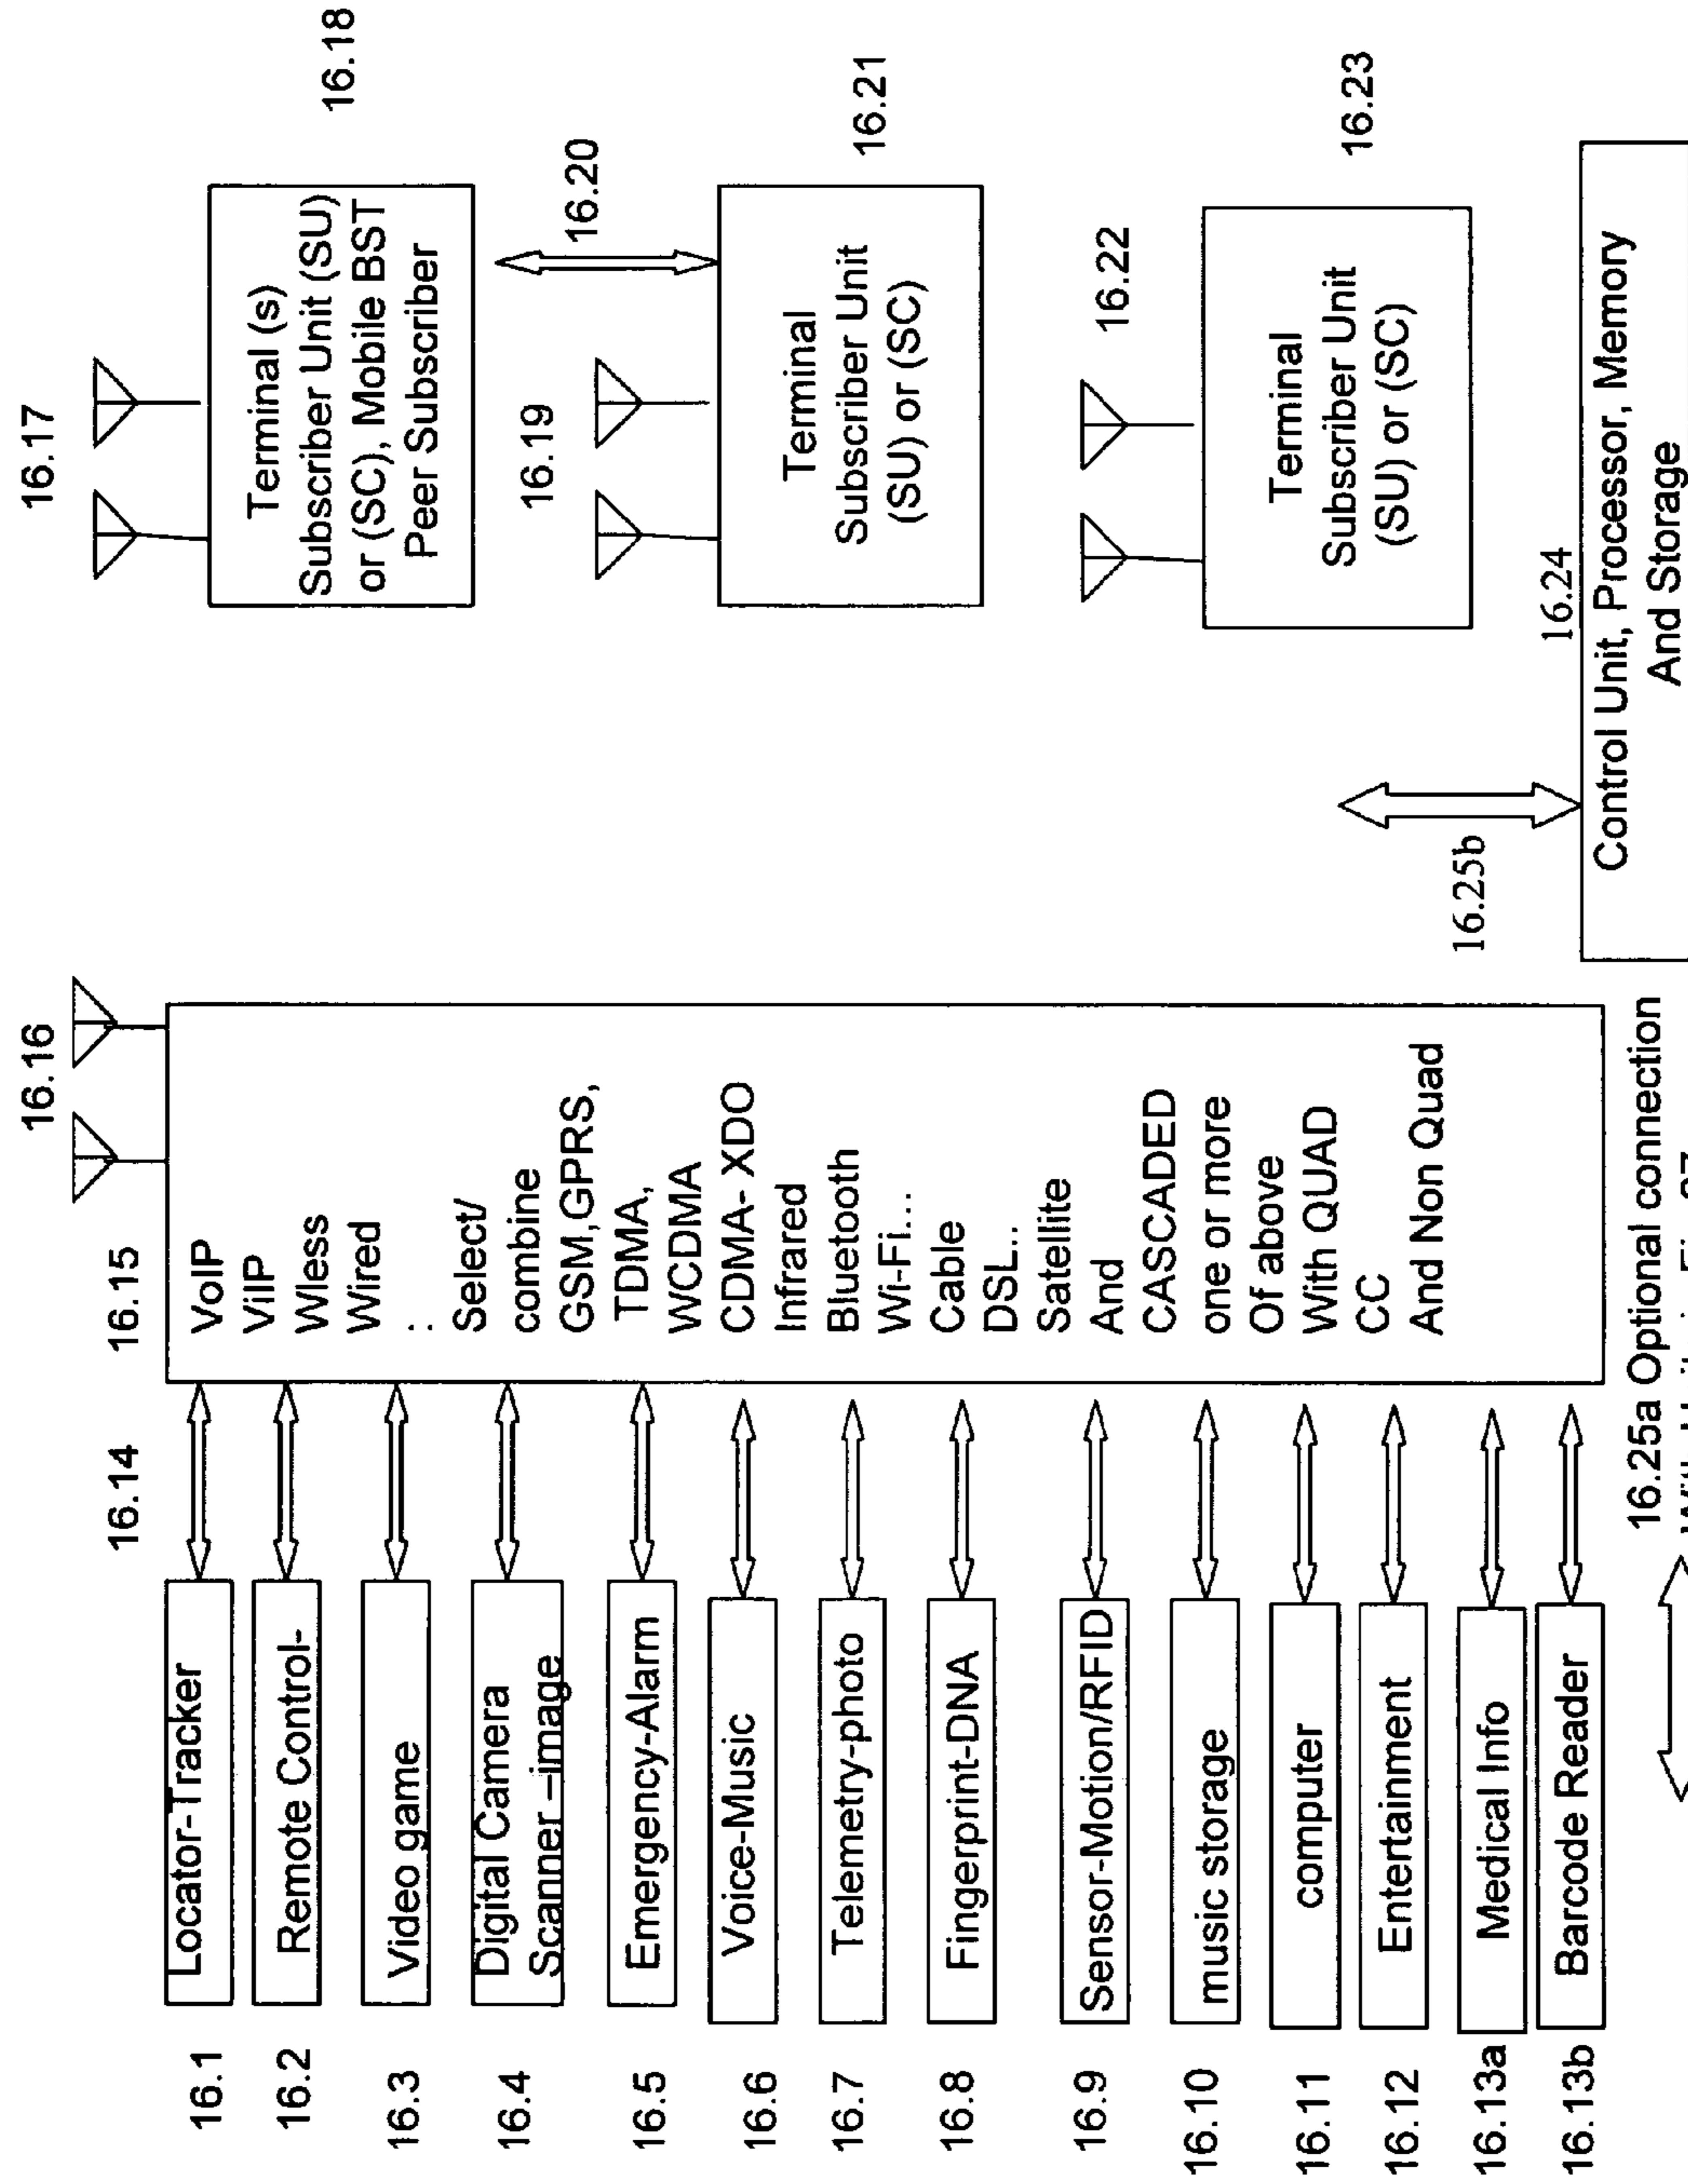 16.1
Locator-Tracker
16.2
Remote Control-
16.3
Video game
16.4
Digital Camera
Scanner –image
16.5
Emergency-Alarm
16.6
Voice-Music
16.7
Telemetry-photo
16.8
Fingerprint-DNA
16.9
Sensor-Motion/RFID
16.10
music storage
16.11
computer
16.12
Entertainment
16.13a
Medical Info
16.13b
Barcode Reader
16.14
16.15
16.16
VoIP
ViIP
Wless
Wired
:
Select/
combine
GSM,GPRS,
TDMA,
WCDMA
CDMA- XDO
Infrared
Bluetooth
Wi-Fi...
Cable
DSL..
Satellite
And
CASCADED
one or more
Of above
With QUAD
CC
And Non Quad
16.25a Optional connection
16.17
Terminal (s)
Subscriber Unit (SU)
or (SC), Mobile BST
Peer Subscriber
16.18
16.19
16.20
Terminal
Subscriber Unit
(SU) or (SC)
16.21
16.22
Terminal
Subscriber Unit
(SU) or (SC)
16.23
16.25b
16.24
Control Unit, Processor, Memory
And Storage